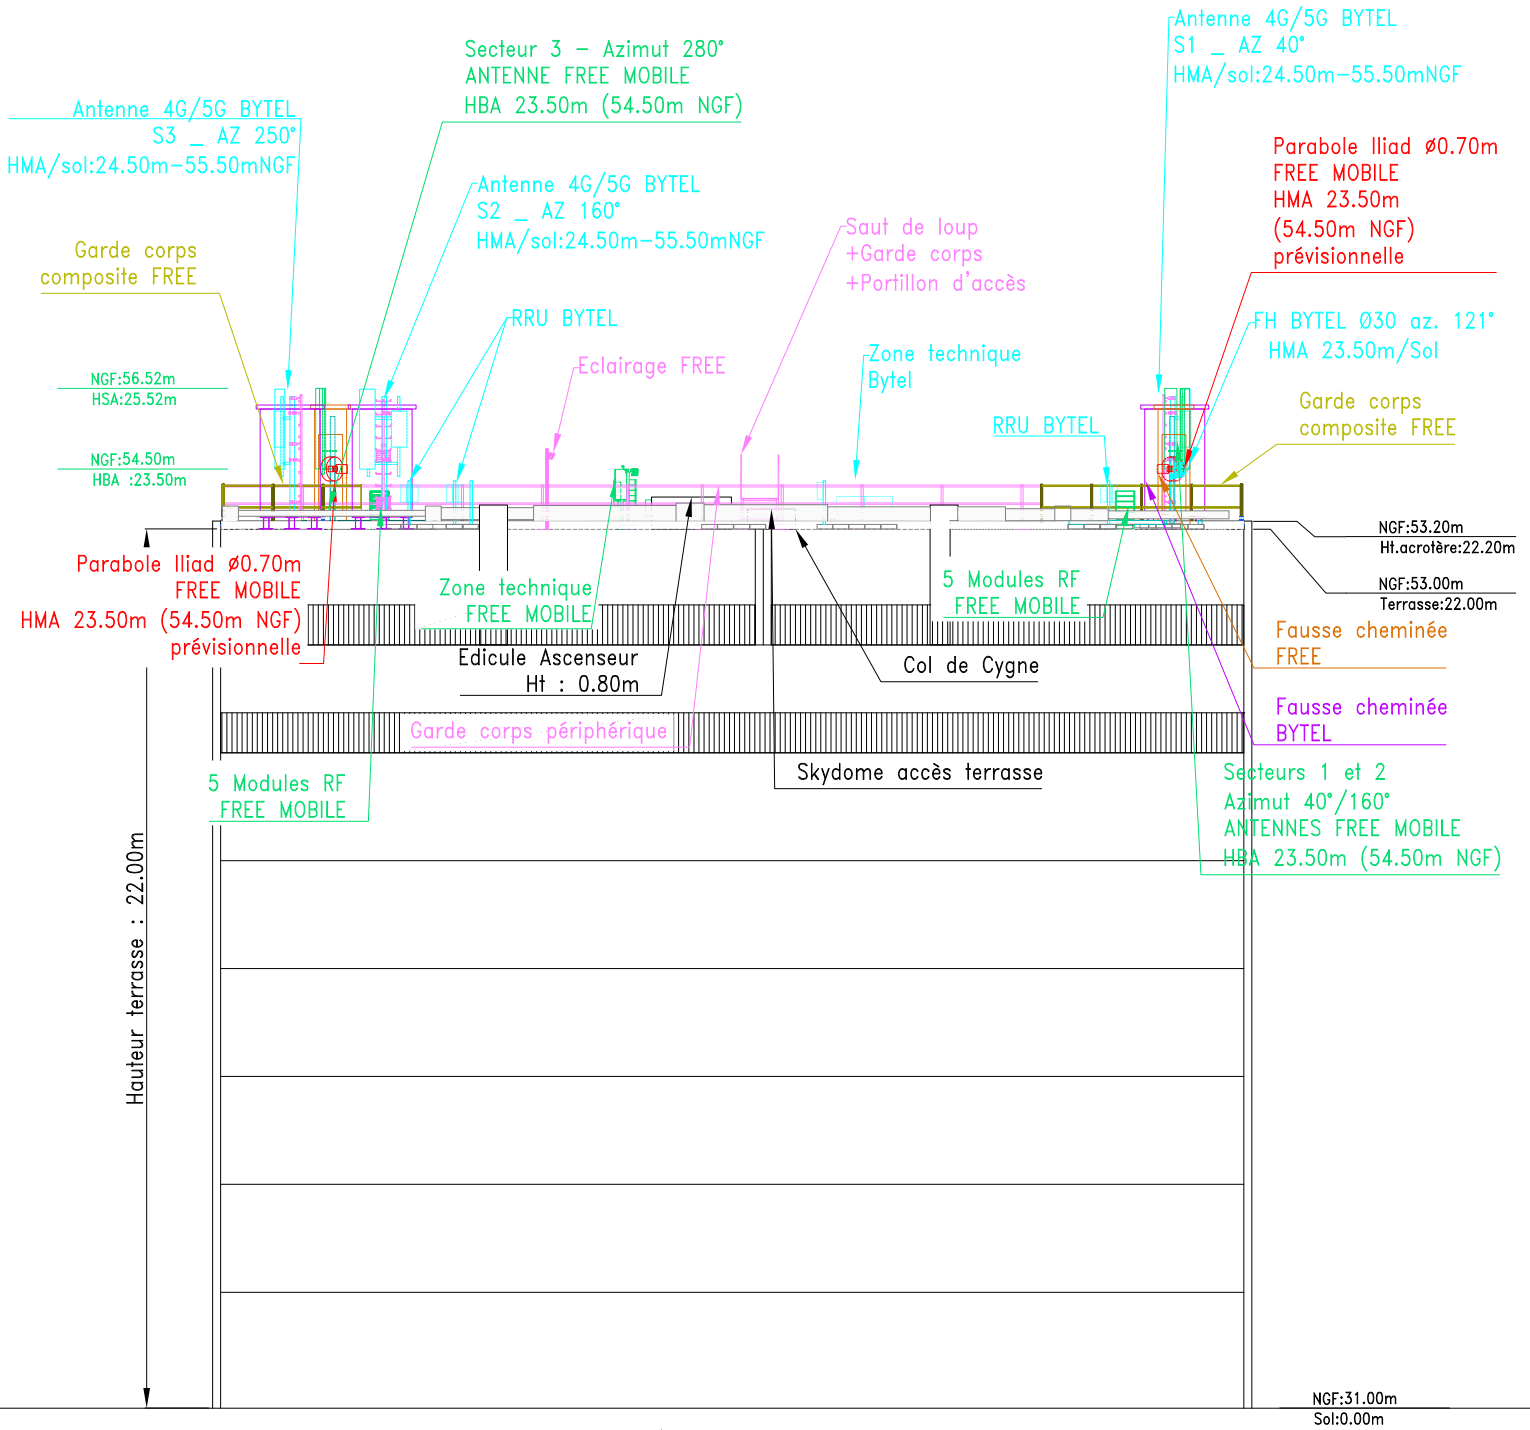 Secteur 3 - Azimut 280°
ANTENNE FREE MOBILE
HBA 23.50m (54.50m NGF)
Antenne 4G/5G BYTEL
S1 _ AZ 40°
HMA/sol:24.50m-55.50mNGF
Antenne 4G/5G BYTEL
S3 _ AZ 250°
HMA/sol:24.50m-55.50mNGF
Parabole Iliad ø0.70m
FREE MOBILE
HMA 23.50m
(54.50m NGF)
prévisionnelle
Antenne 4G/5G BYTEL
S2 _ AZ 160°
HMA/sol:24.50m-55.50mNGF
Saut de loup
+Garde corps
+Portillon d'accès
Garde corps
composite FREE
RRU BYTEL
FH BYTEL Ø30 az. 121°
HMA 23.50m/Sol
Zone technique
Bytel
Eclairage FREE
NGF:56.52m
HSA:25.52m
Garde corps
composite FREE
RRU BYTEL
NGF:54.50m
HBA :23.50m
NGF:53.20m
Ht.acrotère:22.20m
NGF:53.00m
Terrasse:22.00m
Parabole Iliad ø0.70m
FREE MOBILE
HMA 23.50m (54.50m NGF)
prévisionnelle
Zone technique
FREE MOBILE
5 Modules RF
FREE MOBILE
Fausse cheminée
FREE
Edicule Ascenseur
Ht : 0.80m
Col de Cygne
Fausse cheminée
BYTEL
Garde corps périphérique
Skydome accès terrasse
5 Modules RF
FREE MOBILE
Secteurs 1 et 2
Azimut 40°/160°
ANTENNES FREE MOBILE
HBA 23.50m (54.50m NGF)
Hauteur terrasse : 22.00m
NGF:31.00m
Sol:0.00m